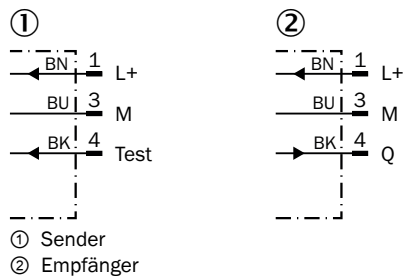 ① ②
BN 1 L+ BN 1 L+
BU 3 M BU 3 M
BK 4 Test BK 4 Q
① Sender
② Empfänger